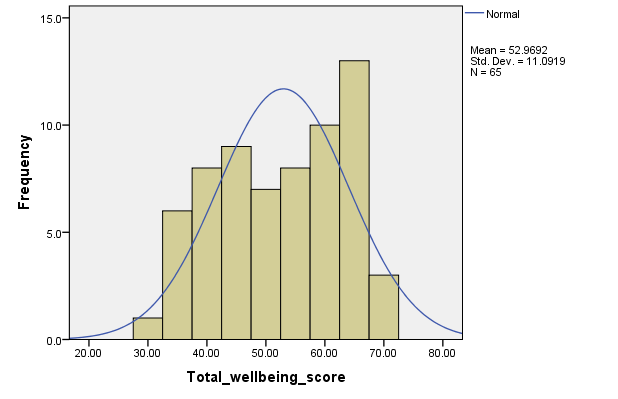 Normal
Mean = 52.9692
Std. Dev. = 11.0919
N = 65
Frequency
15.0
10.0
5.0
0.0
20.00 30.00 40.00 50.00 60.00 70.00 80.00
Total_wellbeing_score